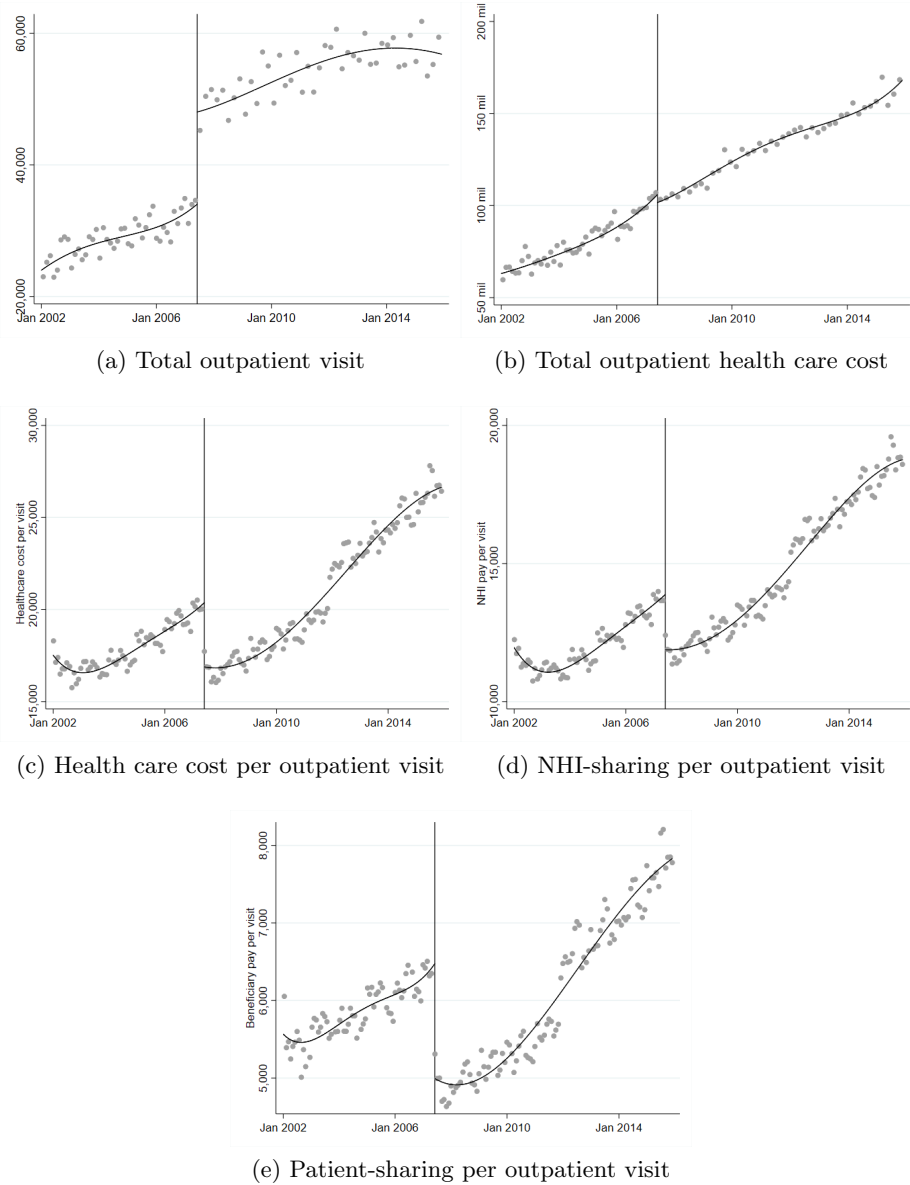 60,000
40,000
20,000
Jan 2002
Jan 2006
Jan 2010
Jan 2014
(a) Total outpatient visit
200 mil
150 mil
100 mil
50 mil
Jan 2002
Jan 2006
Jan 2010
Jan 2014
(b) Total outpatient health care cost
Healthcare cost per visit
30,000
25,000
20,000
15,000
Jan 2002
Jan 2006
Jan 2010
Jan 2014
(c) Health care cost per outpatient visit
NHI pay per visit
20,000
15,000
10,000
Jan 2002
Jan 2006
Jan 2010
Jan 2014
(d) NHI-sharing per outpatient visit
Beneficiary pay per visit
8,000
7,000
6,000
5,000
Jan 2002
Jan 2006
Jan 2010
Jan 2014
(e) Patient-sharing per outpatient visit